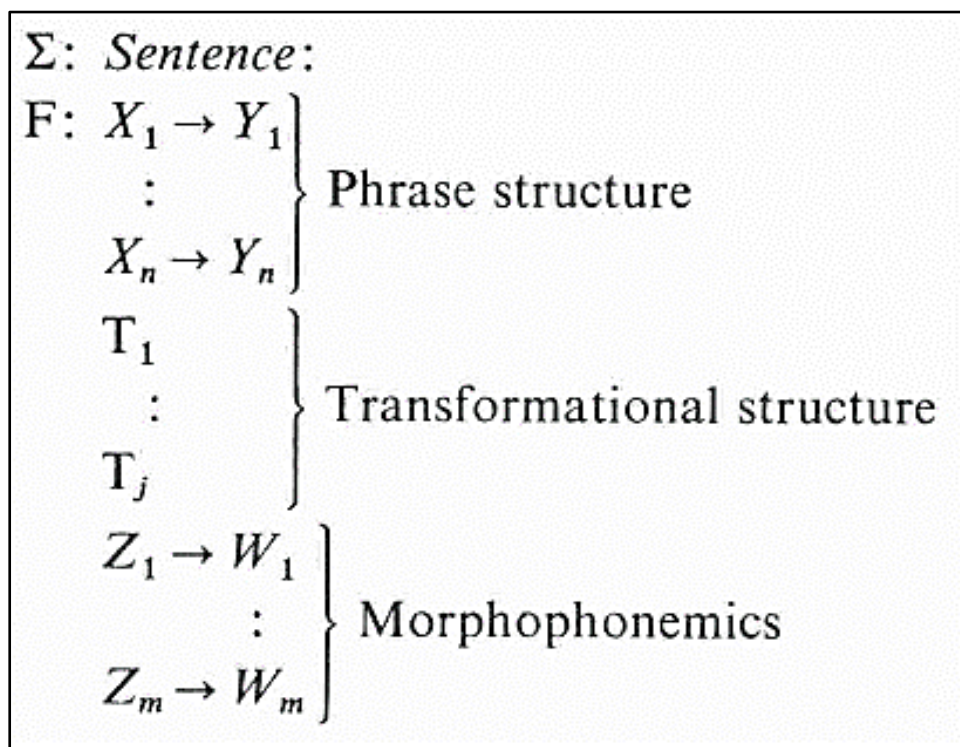 Σ: Sentence:
F: X₁ → Y₁
:
Phrase structure
Xₙ → Yₙ
T₁
:
Transformational structure
Tⱼ
Z₁ → W₁
:
Morphophonemics
Zₘ → Wₘ